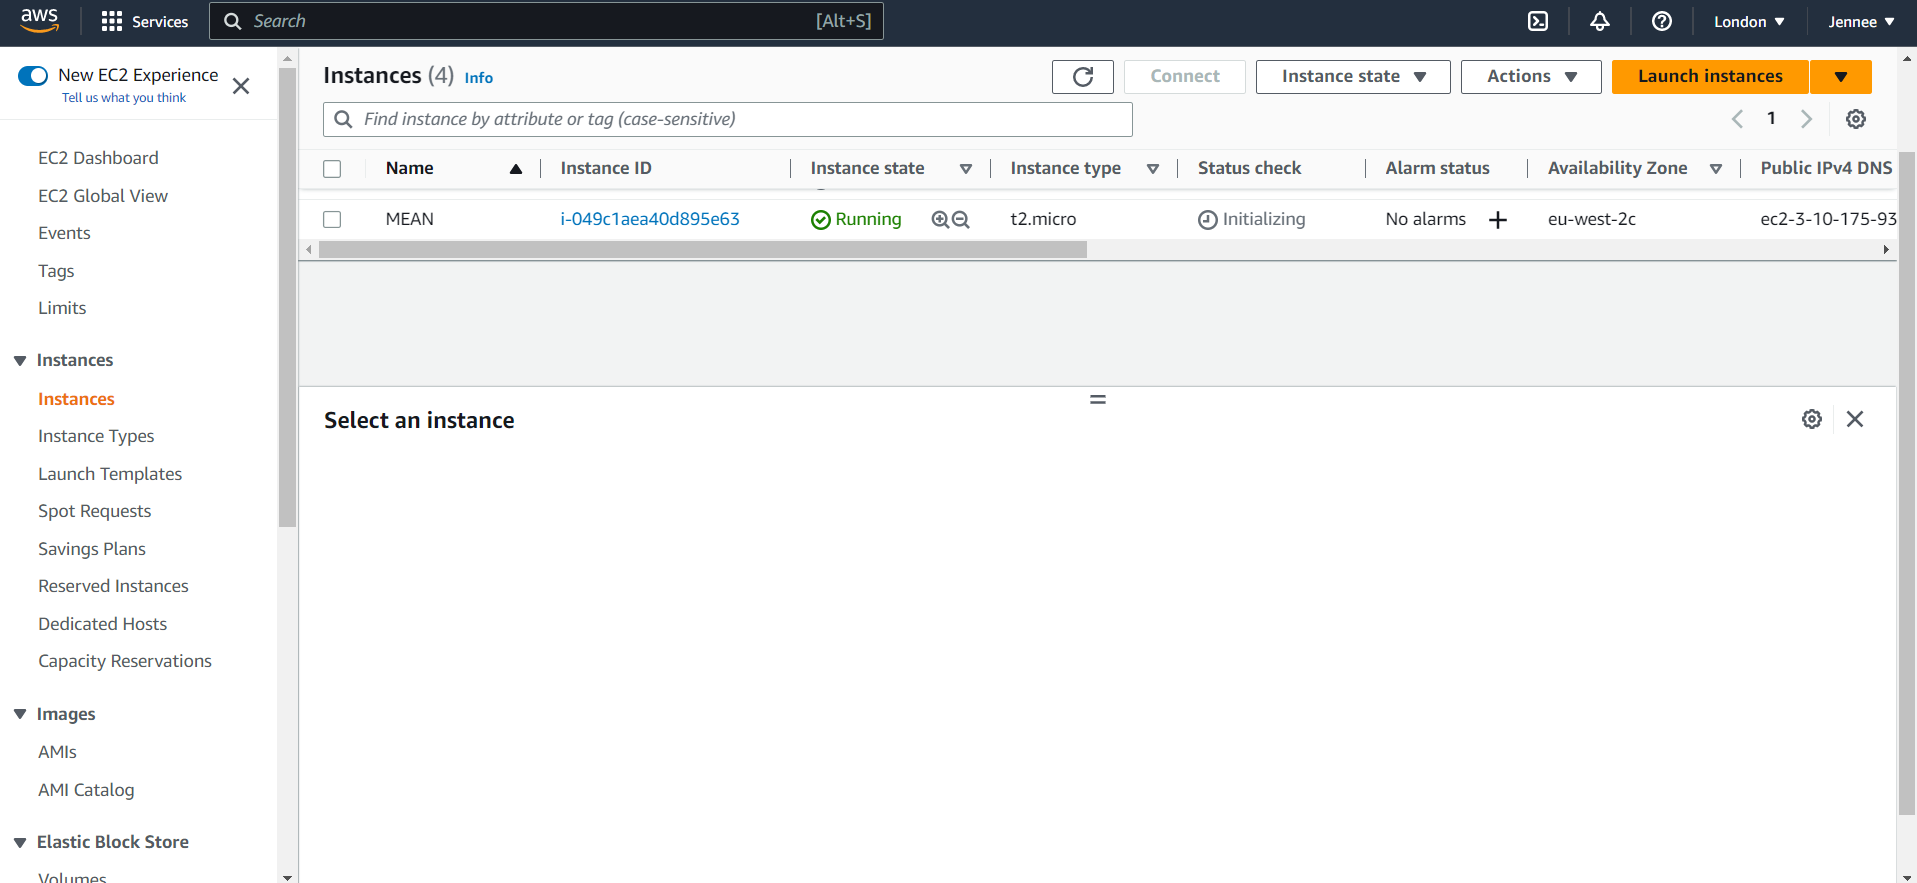 aws Services Search [Alt+S] London Jennee
New EC2 Experience
Tell us what you think
EC2 Dashboard
EC2 Global View
Events
Tags
Limits
Instances
Instances
Instance Types
Launch Templates
Spot Requests
Savings Plans
Reserved Instances
Dedicated Hosts
Capacity Reservations
Images
AMIs
AMI Catalog
Elastic Block Store
Volumes
Instances (4) Info Connect Instance state Actions Launch instances
Find instance by attribute or tag (case-sensitive) 1
Name Instance ID Instance state Instance type Status check Alarm status Availability Zone Public IPv4 DNS
MEAN i-049c1aea40d895e63 Running t2.micro Initializing No alarms + eu-west-2c ec2-3-10-175-93
Select an instance